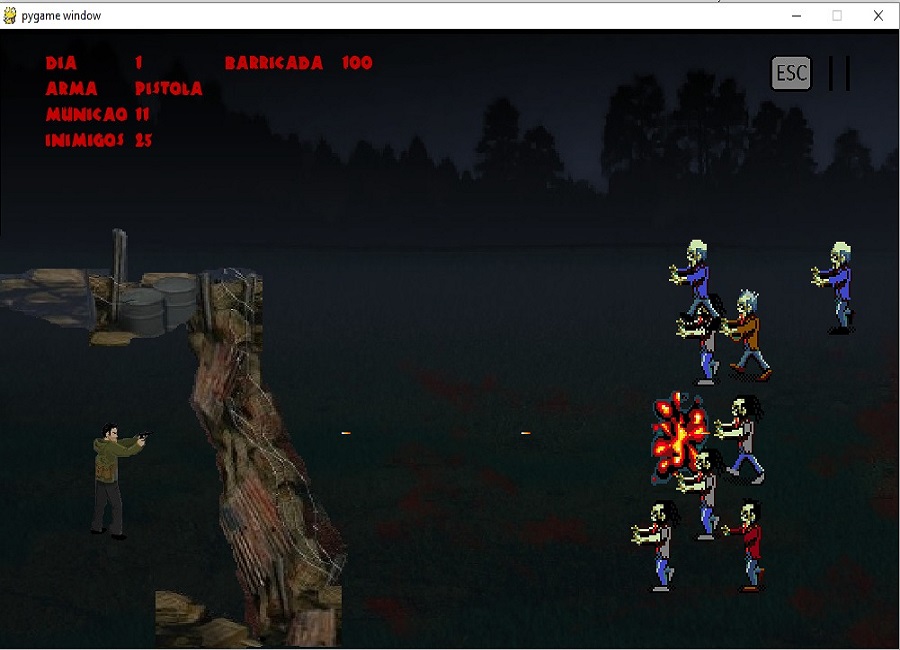 pygame window
DIA 1 BARRICADA 100
ARMA PISTOLA
MUNICAO 11
INIMIGOS 25
ESC